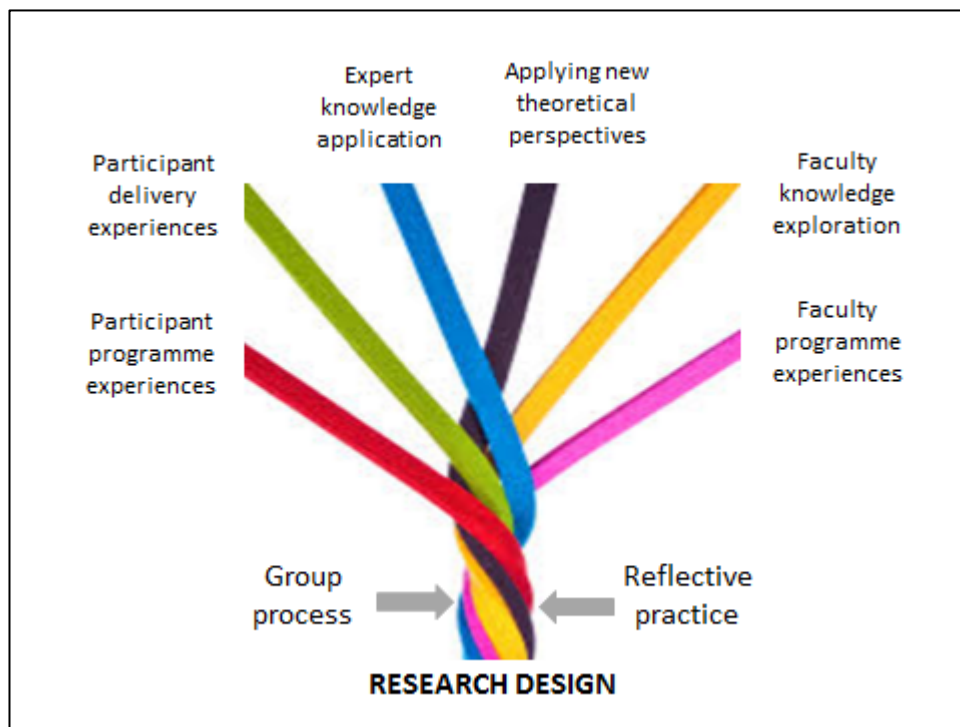 Expert
knowledge
application
Applying new
theoretical
perspectives
Participant
delivery
experiences
Faculty
knowledge
exploration
Participant
programme
experiences
Faculty
programme
experiences
Group
process
Reflective
practice
RESEARCH DESIGN